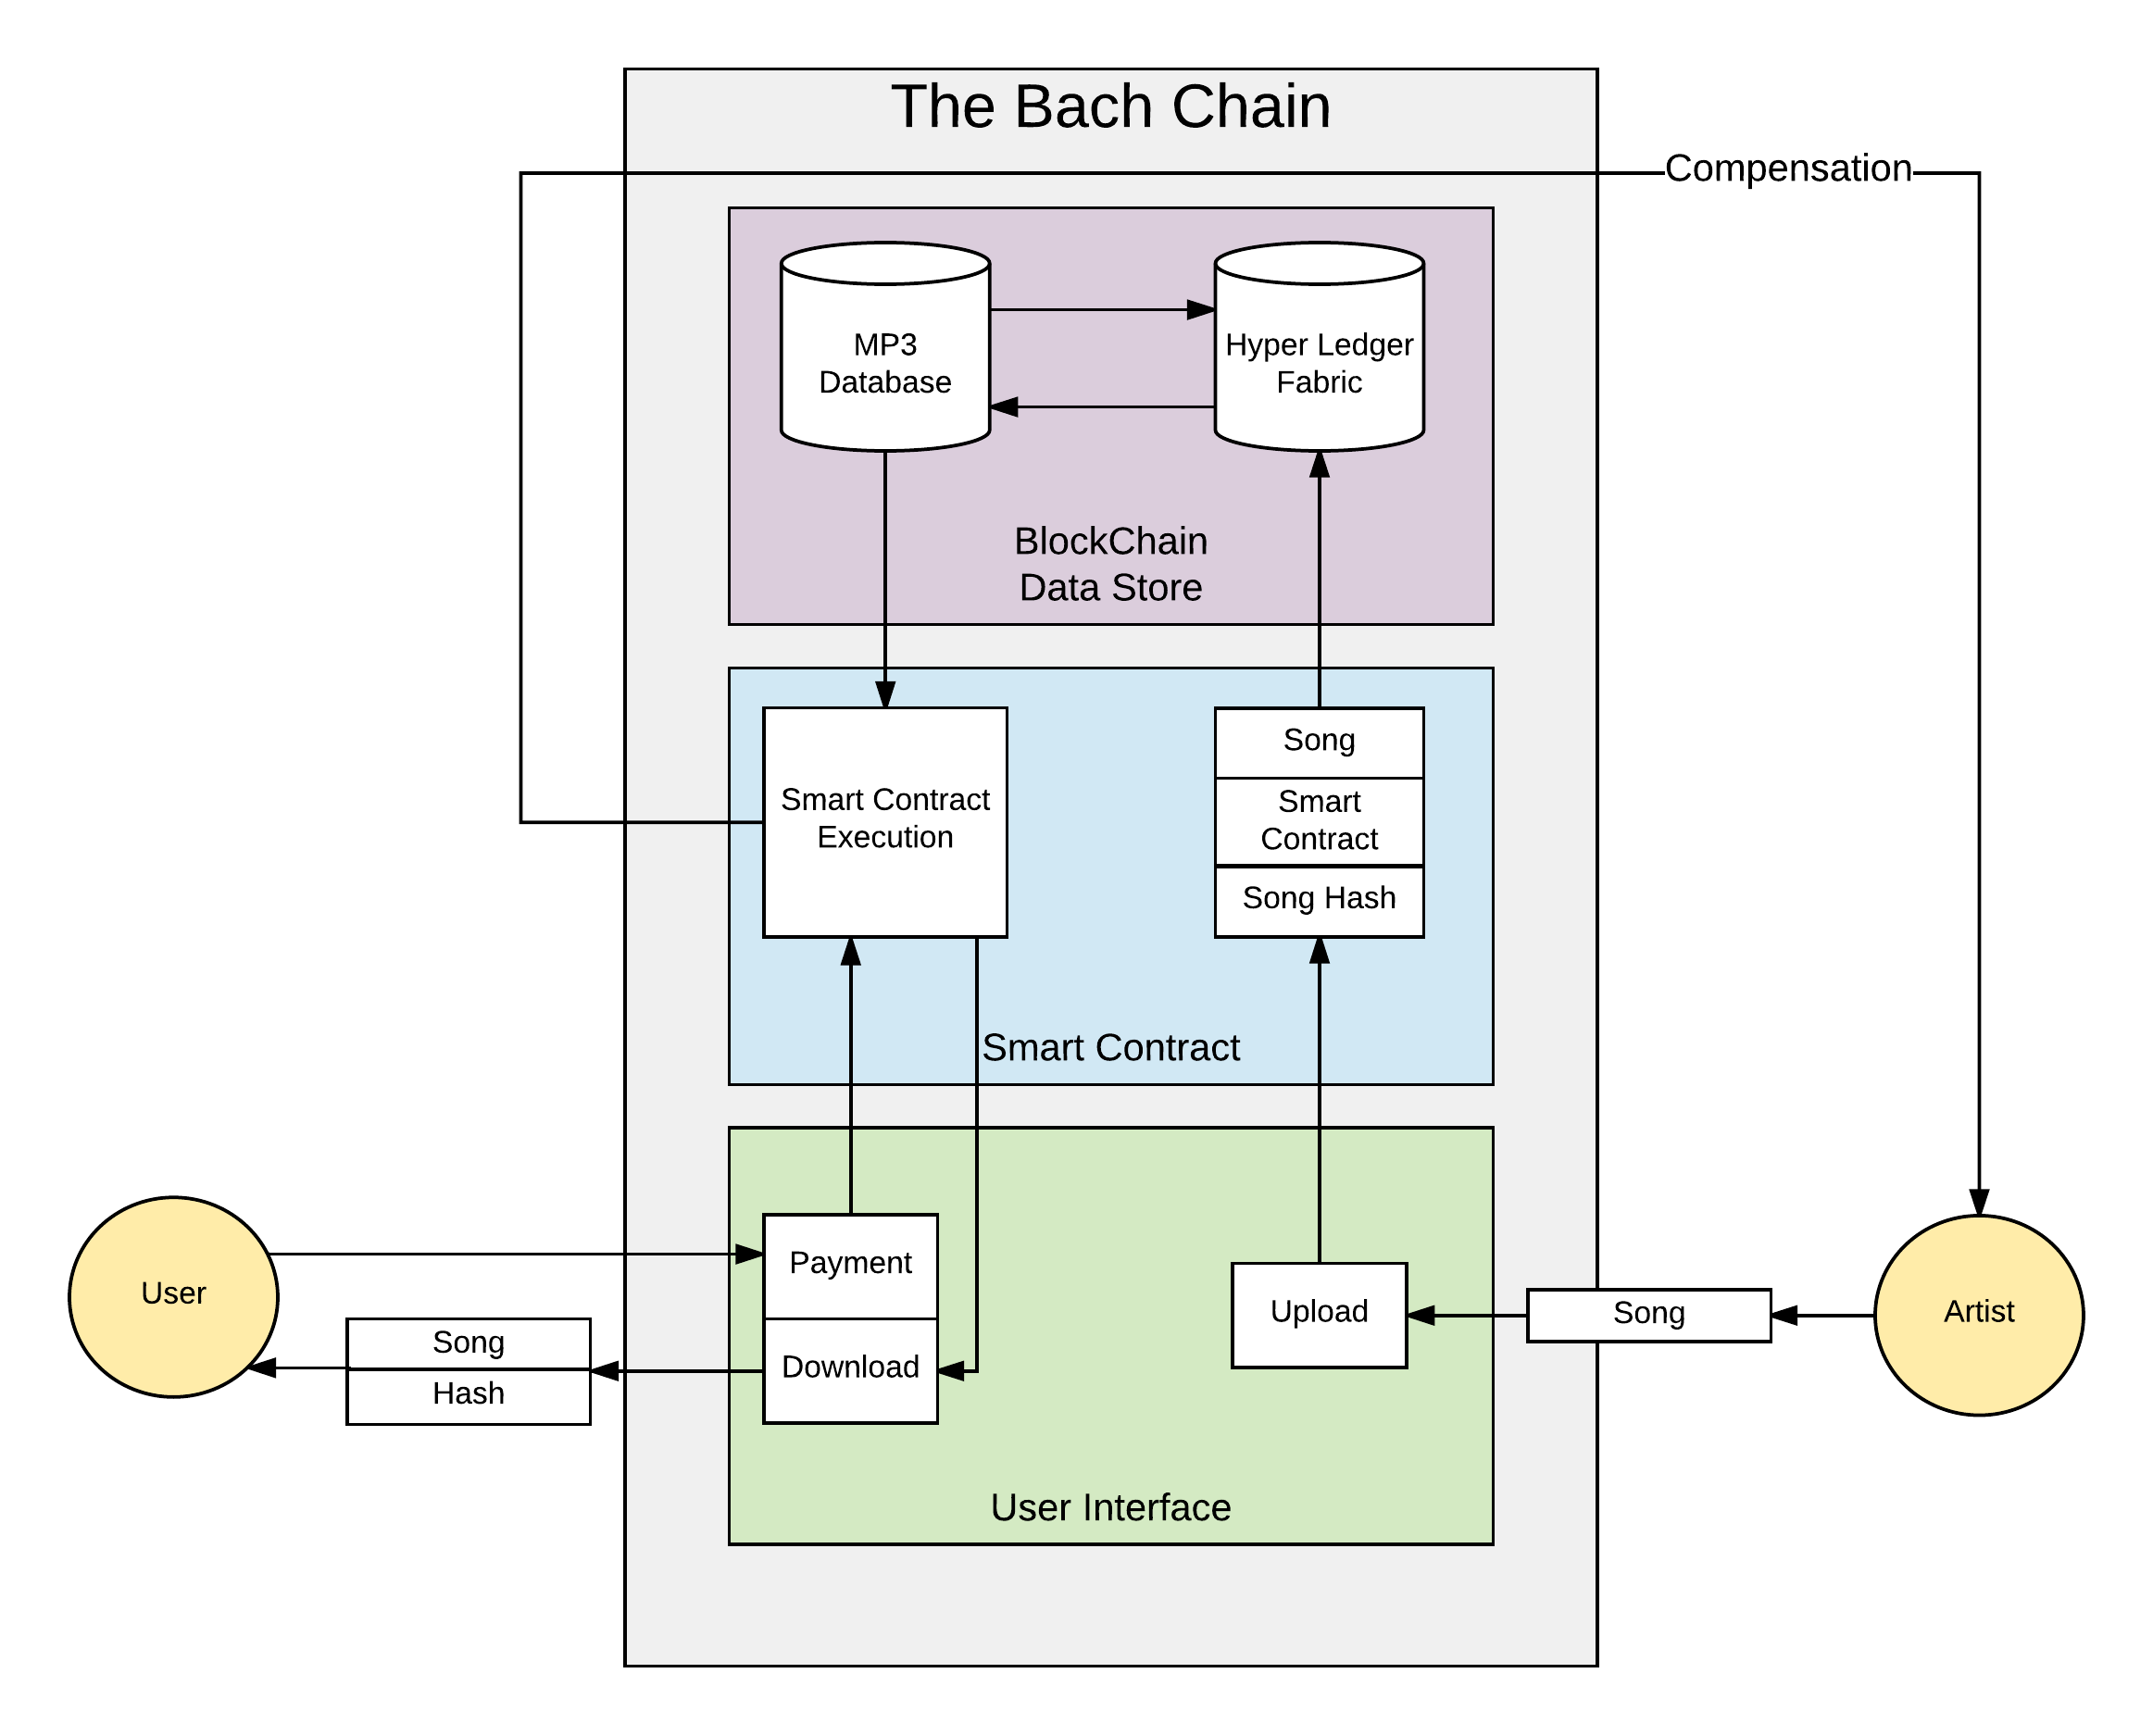 The Bach Chain
Compensation
MP3
Database
Hyper Ledger
Fabric
BlockChain
Data Store
Smart Contract
Execution
Song
Smart
Contract
Song Hash
Smart Contract
User
Song
Hash
Payment
Download
Upload
Song
Artist
User Interface